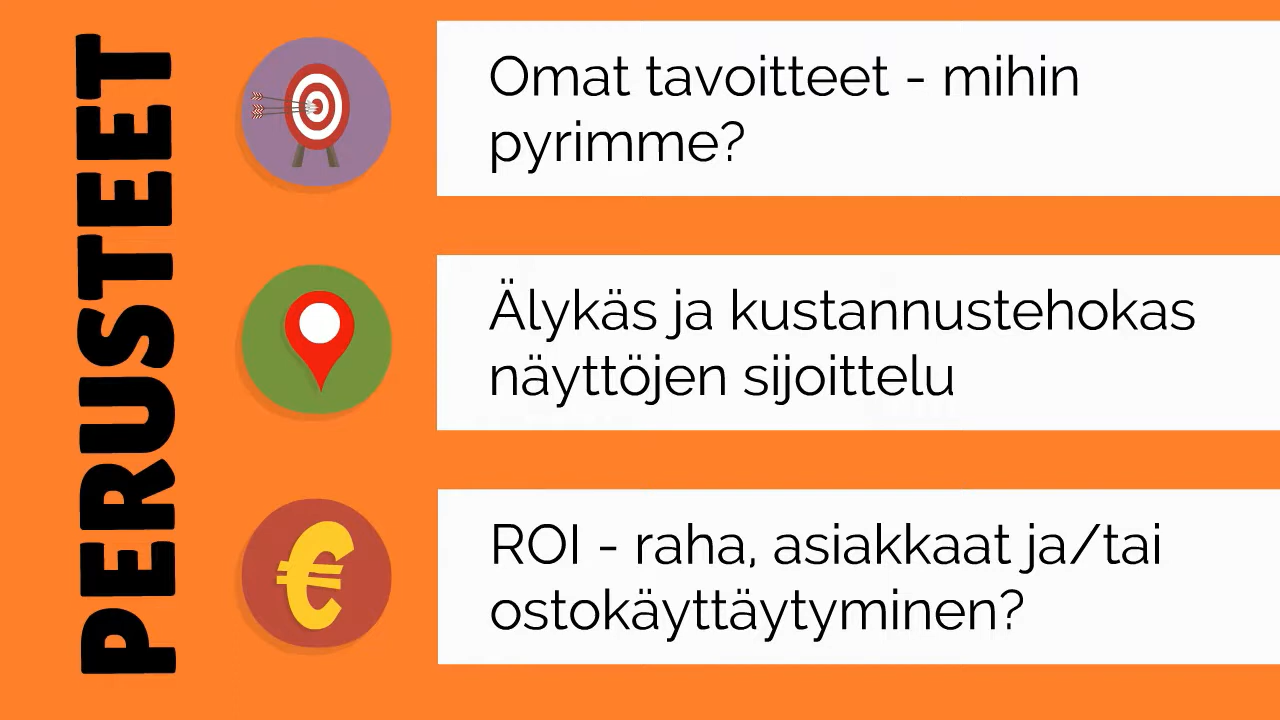 PERUSTEET
Omat tavoitteet - mihin
pyrimme?
Älykäs ja kustannustehokas
näyttöjen sijoittelu
ROI - raha, asiakkaat ja/tai
ostokäyttäytyminen?